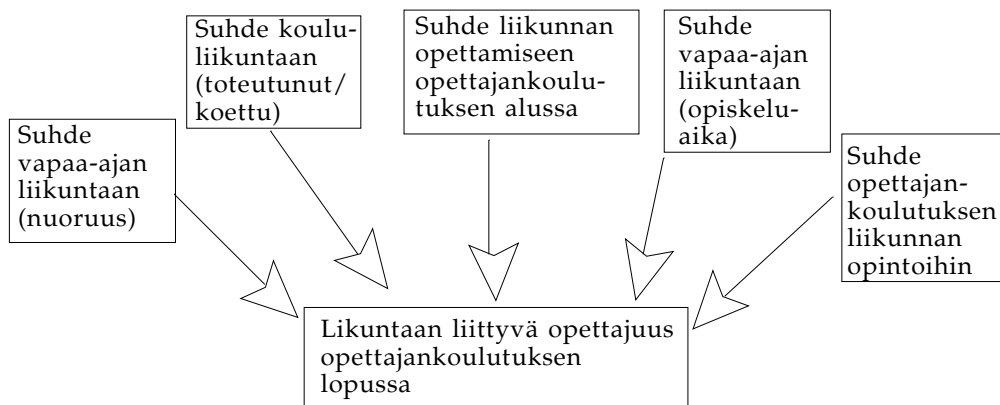 Suhde
vapaa-ajan
liikuntaan
(nuoruus)
Suhde koulu-
liikuntaan
(toteutunut/
koettu)
Suhde liikunnan
opettamiseen
opettajankoulu-
tuksen alussa
Suhde
vapaa-ajan
liikuntaan
(opiskelu-
aika)
Suhde
opettajan-
koulutuksen
liikunnan
opintoihin
Likuntaan liittyvä opettajuus
opettajankoulutuksen
lopussa